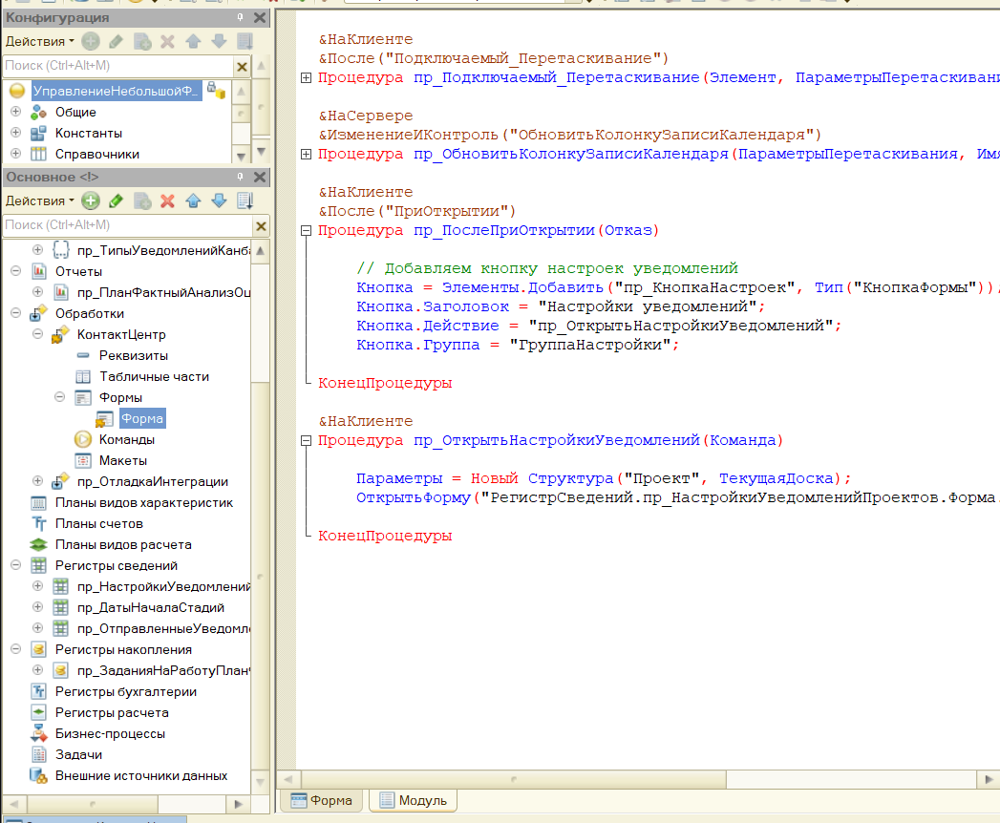 Конфигурация
Действия
Поиск (Ctrl+Alt+M)
УправлениеНебольшойФ...
Общие
Константы
Справочники
Основное <!>
Действия
Поиск (Ctrl+Alt+M)
пр_ТипыУведомленийКанба
Отчеты
пр_ПланФактныйАнализОц
Обработки
КонтактЦентр
Реквизиты
Табличные части
Формы
Форма
Команды
Макеты
пр_ОтладкаИнтеграции
Планы видов характеристик
Планы счетов
Планы видов расчета
Регистры сведений
пр_НастройкиУведомлений
пр_ДатыНачалаСтадий
пр_ОтправленныеУведомле
Регистры накопления
пр_ЗаданияНаРаботуПлан
Регистры бухгалтерии
Регистры расчета
Бизнес-процессы
Задачи
Внешние источники данных
&НаКлиенте
&После("Подключаемый_Перетаскивание")
Процедура пр_Подключаемый_Перетаскивание(Элемент, ПараметрыПеретаскивани
&НаСервере
&ИзменениеИКонтроль("ОбновитьКолонкуЗаписиКалендаря")
Процедура пр_ОбновитьКолонкуЗаписиКалендаря(ПараметрыПеретаскивания, Имя
&НаКлиенте
&После("ПриОткрытии")
Процедура пр_ПослеПриОткрытии(Отказ)
// Добавляем кнопку настроек уведомлений
Кнопка = Элементы.Добавить("пр_КнопкаНастроек", Тип("КнопкаФормы"));
Кнопка.Заголовок = "Настройки уведомлений";
Кнопка.Действие = "пр_ОткрытьНастройкиУведомлений";
Кнопка.Группа = "ГруппаНастройки";
КонецПроцедуры
&НаКлиенте
Процедура пр_ОткрытьНастройкиУведомлений(Команда)
Параметры = Новый Структура("Проект", ТекущаяДоска);
ОткрытьФорму("РегистрСведений.пр_НастройкиУведомленийПроектов.Форма.
КонецПроцедуры
Форма
Модуль